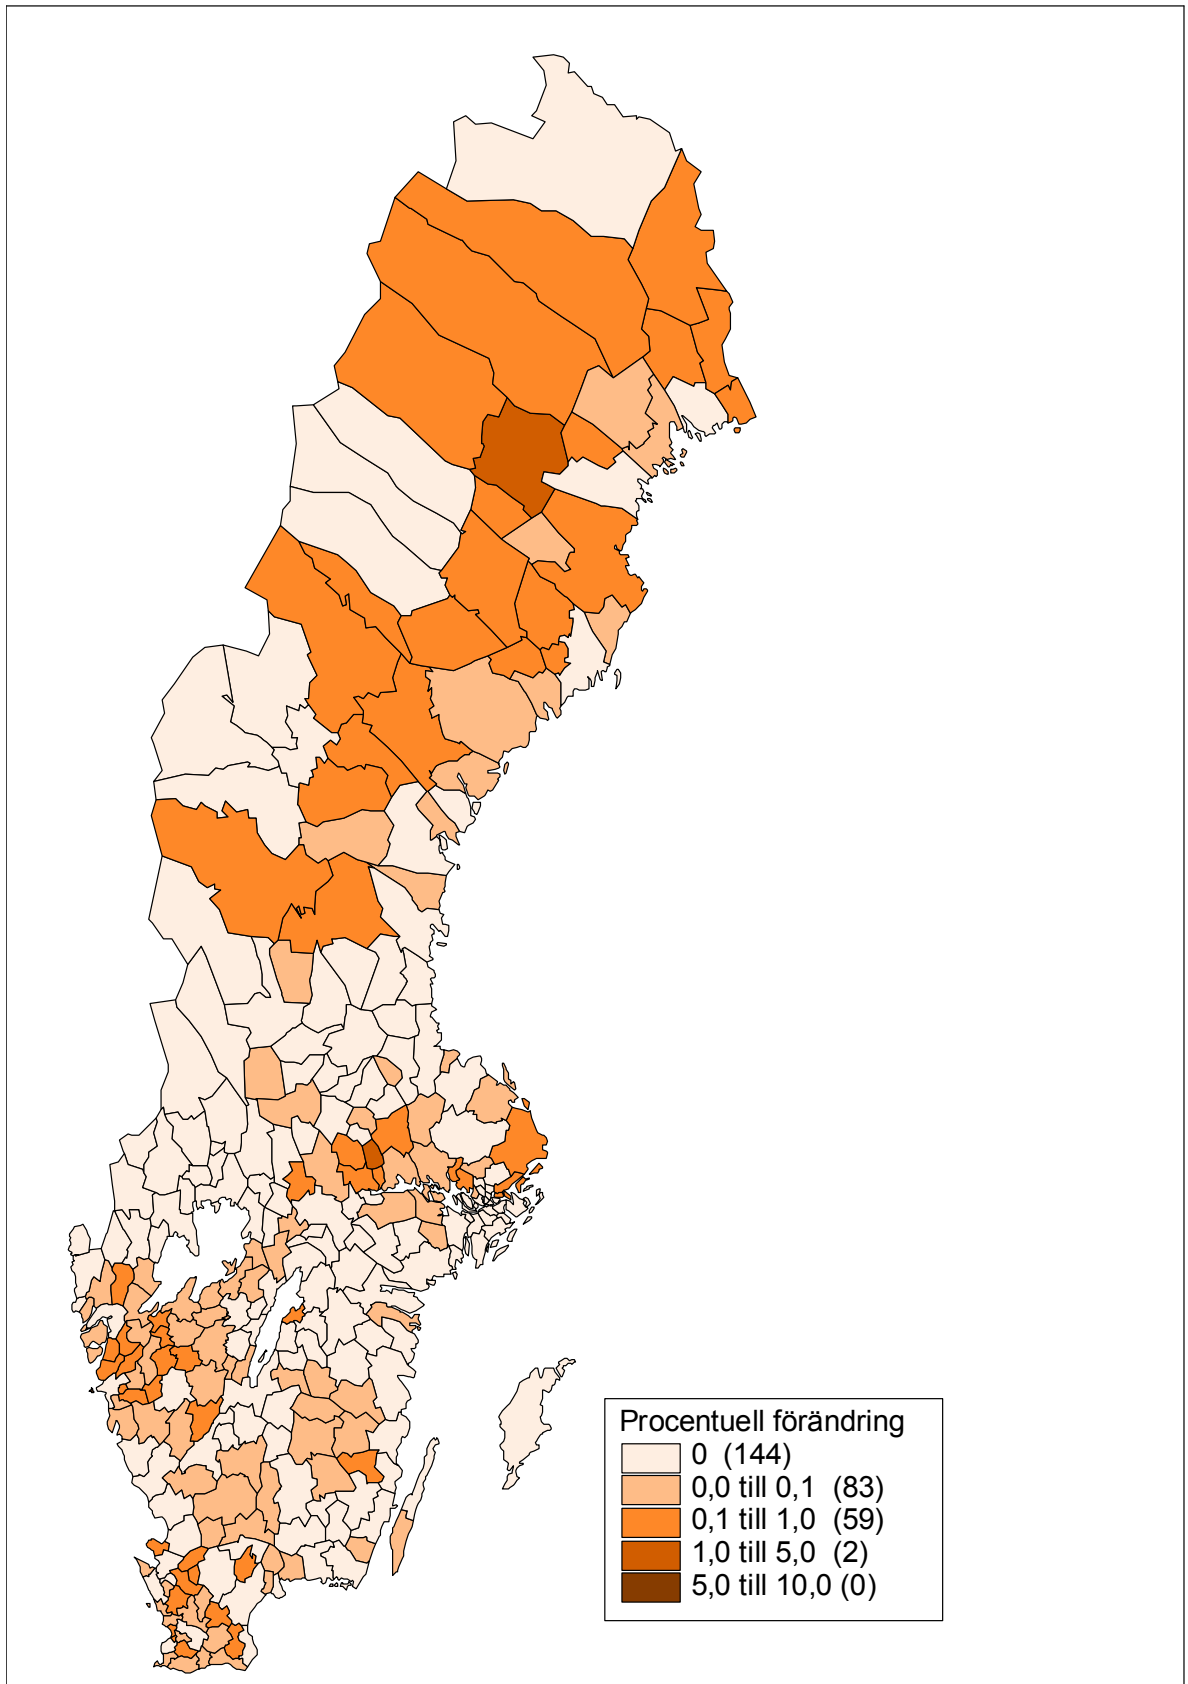 Procentuell förändring
0 (144)
0,0 till 0,1 (83)
0,1 till 1,0 (59)
1,0 till 5,0 (2)
5,0 till 10,0 (0)